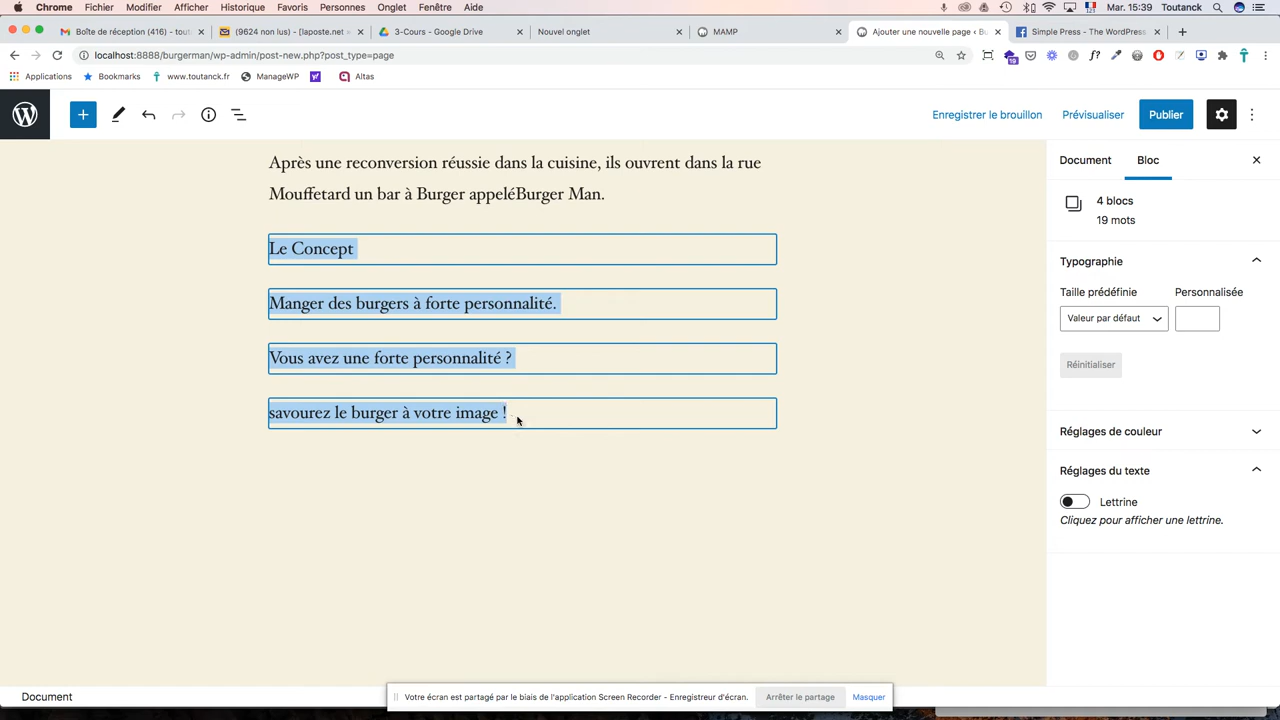 Chrome Fichier Modifier Afficher Historique Favoris Personnes Onglet Fenêtre Aide Mar. 15:39 Toutanck
Boîte de réception (416) - tout (9624 non lus) - [laposte.net 3-Cours - Google Drive Nouvel onglet MAMP Ajouter une nouvelle page ‹ Bu Simple Press - The WordPress
localhost:8888/burgerman/wp-admin/post-new.php?post_type=page
19
Applications Bookmarks www.toutanck.fr ManageWP Altas
Enregistrer le brouillon Prévisualiser Publier
Après une reconversion réussie dans la cuisine, ils ouvrent dans la rue
Mouffetard un bar à Burger appeléBurger Man.
Le Concept
Manger des burgers à forte personnalité.
Vous avez une forte personnalité ?
savourez le burger à votre image !
Document Bloc
4 blocs
19 mots
Typographie
Taille prédéfinie Personnalisée
Valeur par défaut
Réinitialiser
Réglages de couleur
Réglages du texte
Lettrine
Cliquez pour afficher une lettrine.
Document
Votre écran est partagé par le biais de l'application Screen Recorder - Enregistreur d'écran. Arrêter le partage Masquer